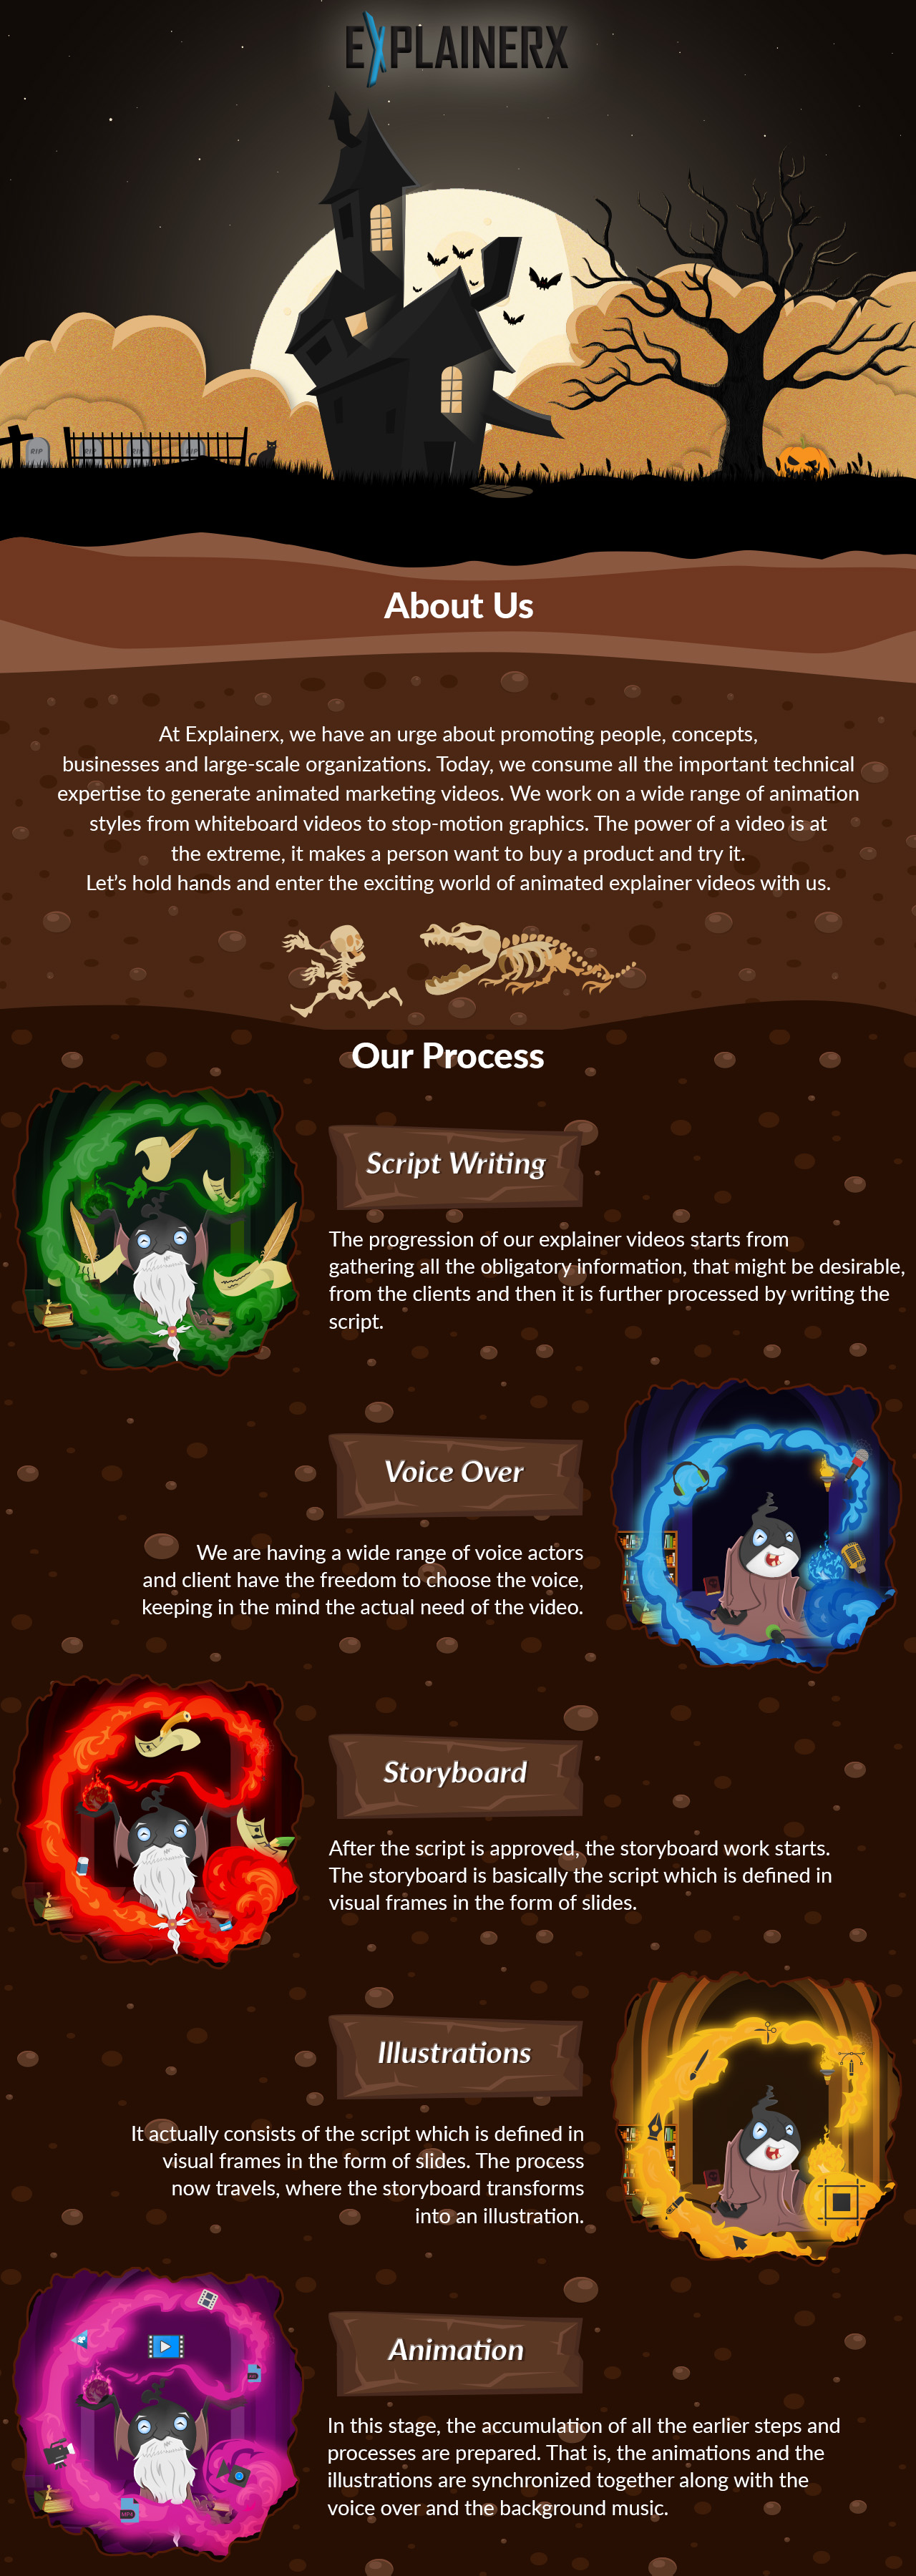 EXPLAINERX
RIP
About Us
At Explainerx, we have an urge about promoting people, concepts,
businesses and large-scale organizations. Today, we consume all the important technical
expertise to generate animated marketing videos. We work on a wide range of animation
styles from whiteboard videos to stop-motion graphics. The power of a video is at
the extreme, it makes a person want to buy a product and try it.
Let's hold hands and enter the exciting world of animated explainer videos with us.
Our Process
Script Writing
The progression of our explainer videos starts from
gathering all the obligatory information, that might be desirable,
from the clients and then it is further processed by writing the
script.
Voice Over
We are having a wide range of voice actors
and client have the freedom to choose the voice,
keeping in the mind the actual need of the video.
Storyboard
After the script is approved, the storyboard work starts.
The storyboard is basically the script which is defined in
visual frames in the form of slides.
Illustrations
It actually consists of the script which is defined in
visual frames in the form of slides. The process
now travels, where the storyboard transforms
into an illustration.
Animation
In this stage, the accumulation of all the earlier steps and
processes are prepared. That is, the animations and the
illustrations are synchronized together along with the
voice over and the background music.